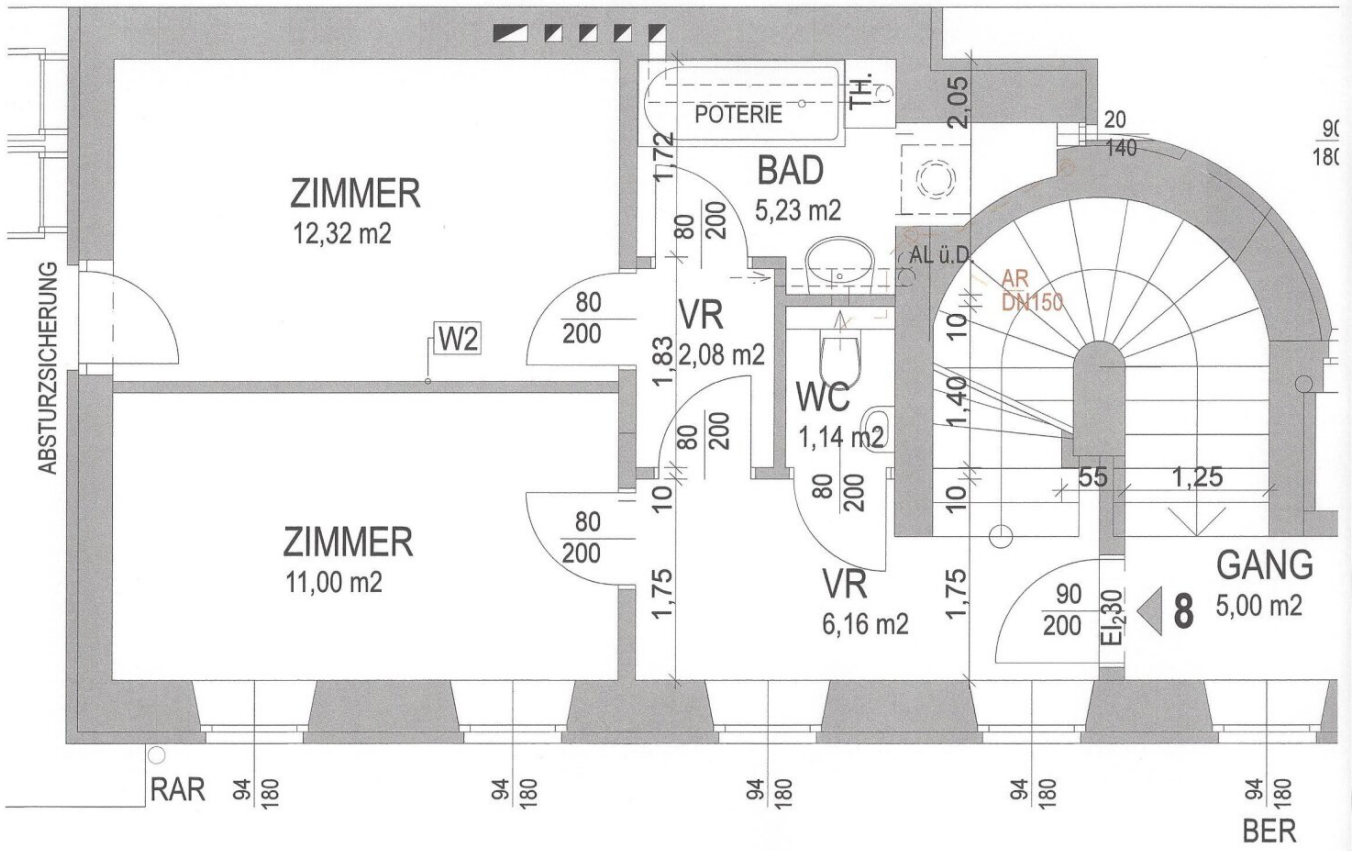 ZIMMER
12,32 m2
ABSTURZSICHERUNG
W2
80
200
ZIMMER
11,00 m2
80
200
POTERIE
TH.
BAD
5,23 m2
1,72
80
200
VR
2,08 m2
1,83
80
200
10
1,75
WC
1,14 m2
80
200
VR
6,16 m2
2,05
AL ü.D.
AR
DN150
10
1,40
10
1,75
20
140
90
180
55
1,25
90
200
EI₂30
8
GANG
5,00 m2
RAR
94
180
94
180
94
180
94
180
94
180
BER